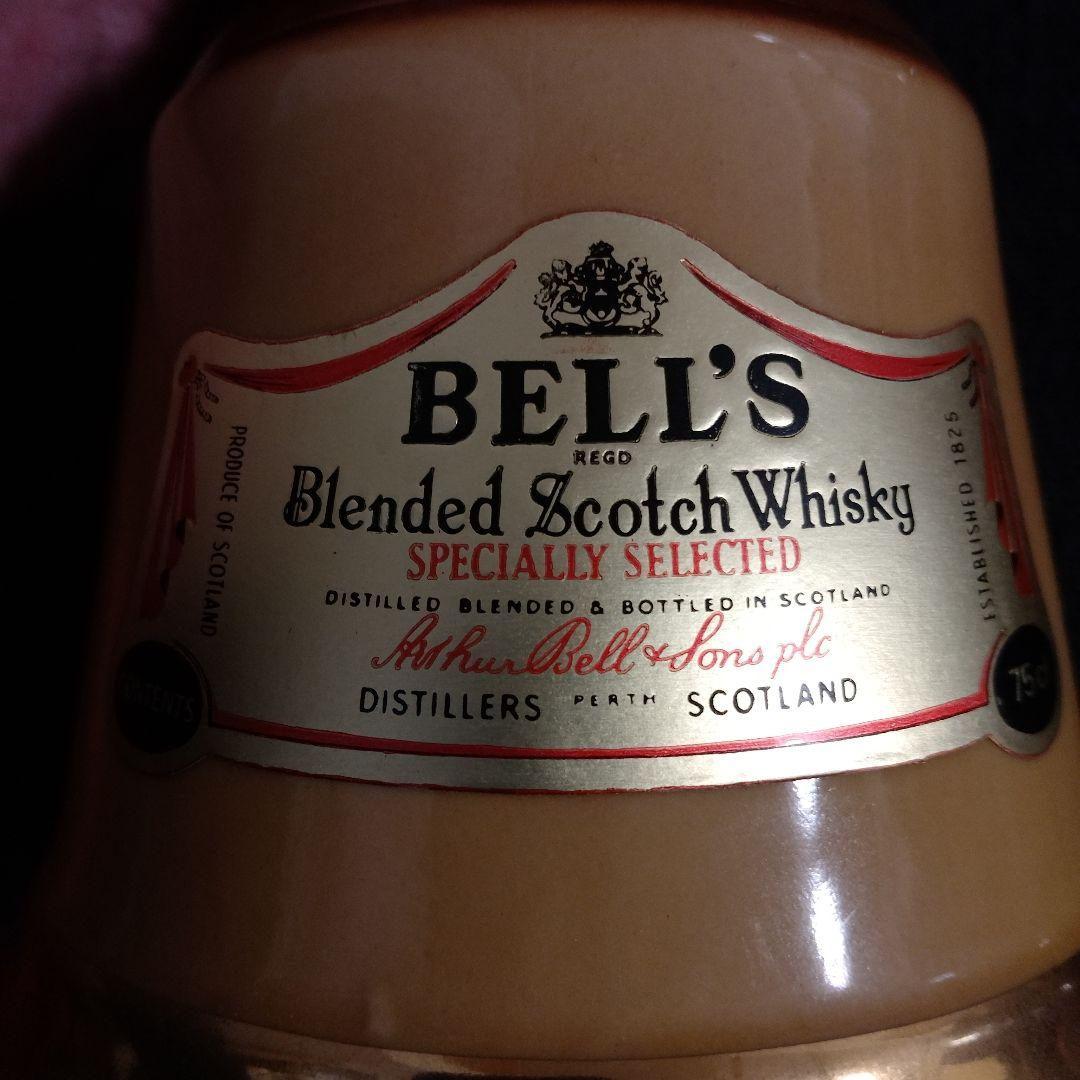 BELL'S
REGD
Blended Scotch Whisky
SPECIALLY SELECTED
DISTILLED BLENDED & BOTTLED IN SCOTLAND
Arthur Bell & Sons plc
DISTILLERS PERTH SCOTLAND
PRODUCE OF SCOTLAND
ESTABLISHED 1825
CONTENTS